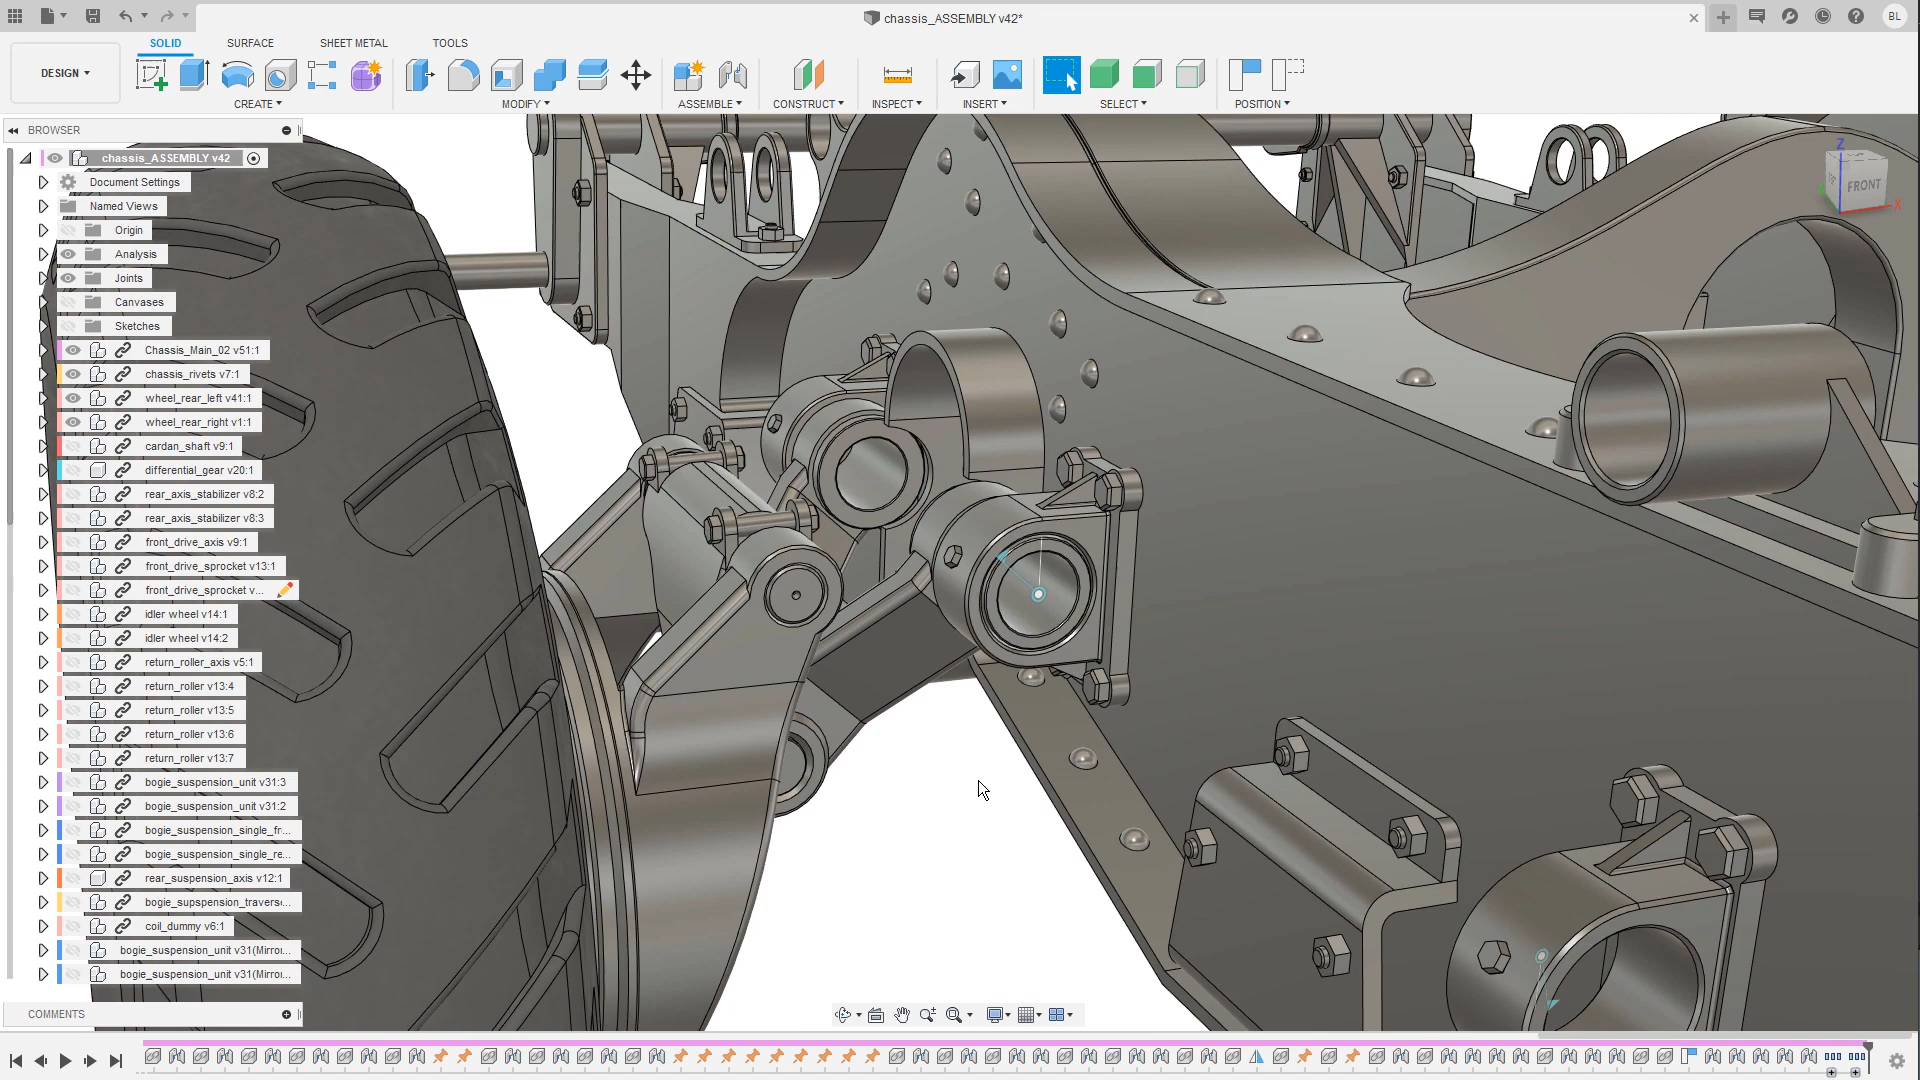 chassis_ASSEMBLY v42*
BL
DESIGN
SOLID
SURFACE
SHEET METAL
TOOLS
CREATE
MODIFY
ASSEMBLE
CONSTRUCT
INSPECT
INSERT
SELECT
POSITION
BROWSER
chassis_ASSEMBLY v42
Document Settings
Named Views
Origin
Analysis
Joints
Canvases
Sketches
Chassis_Main_02 v51:1
chassis_rivets v7:1
wheel_rear_left v41:1
wheel_rear_right v1:1
cardan_shaft v9:1
differential_gear v20:1
rear_axis_stabilizer v8:2
rear_axis_stabilizer v8:3
front_drive_axis v9:1
front_drive_sprocket v13:1
front_drive_sprocket v...
idler wheel v14:1
idler wheel v14:2
return_roller_axis v5:1
return_roller v13:4
return_roller v13:5
return_roller v13:6
return_roller v13:7
bogie_suspension_unit v31:3
bogie_suspension_unit v31:2
bogie_suspension_single_fr...
bogie_suspension_single_re...
rear_suspension_axis v12:1
bogie_supspension_traverse...
coil_dummy v6:1
bogie_suspension_unit v31(Mirror...
bogie_suspension_unit v31(Mirror...
COMMENTS
Z
FRONT
X